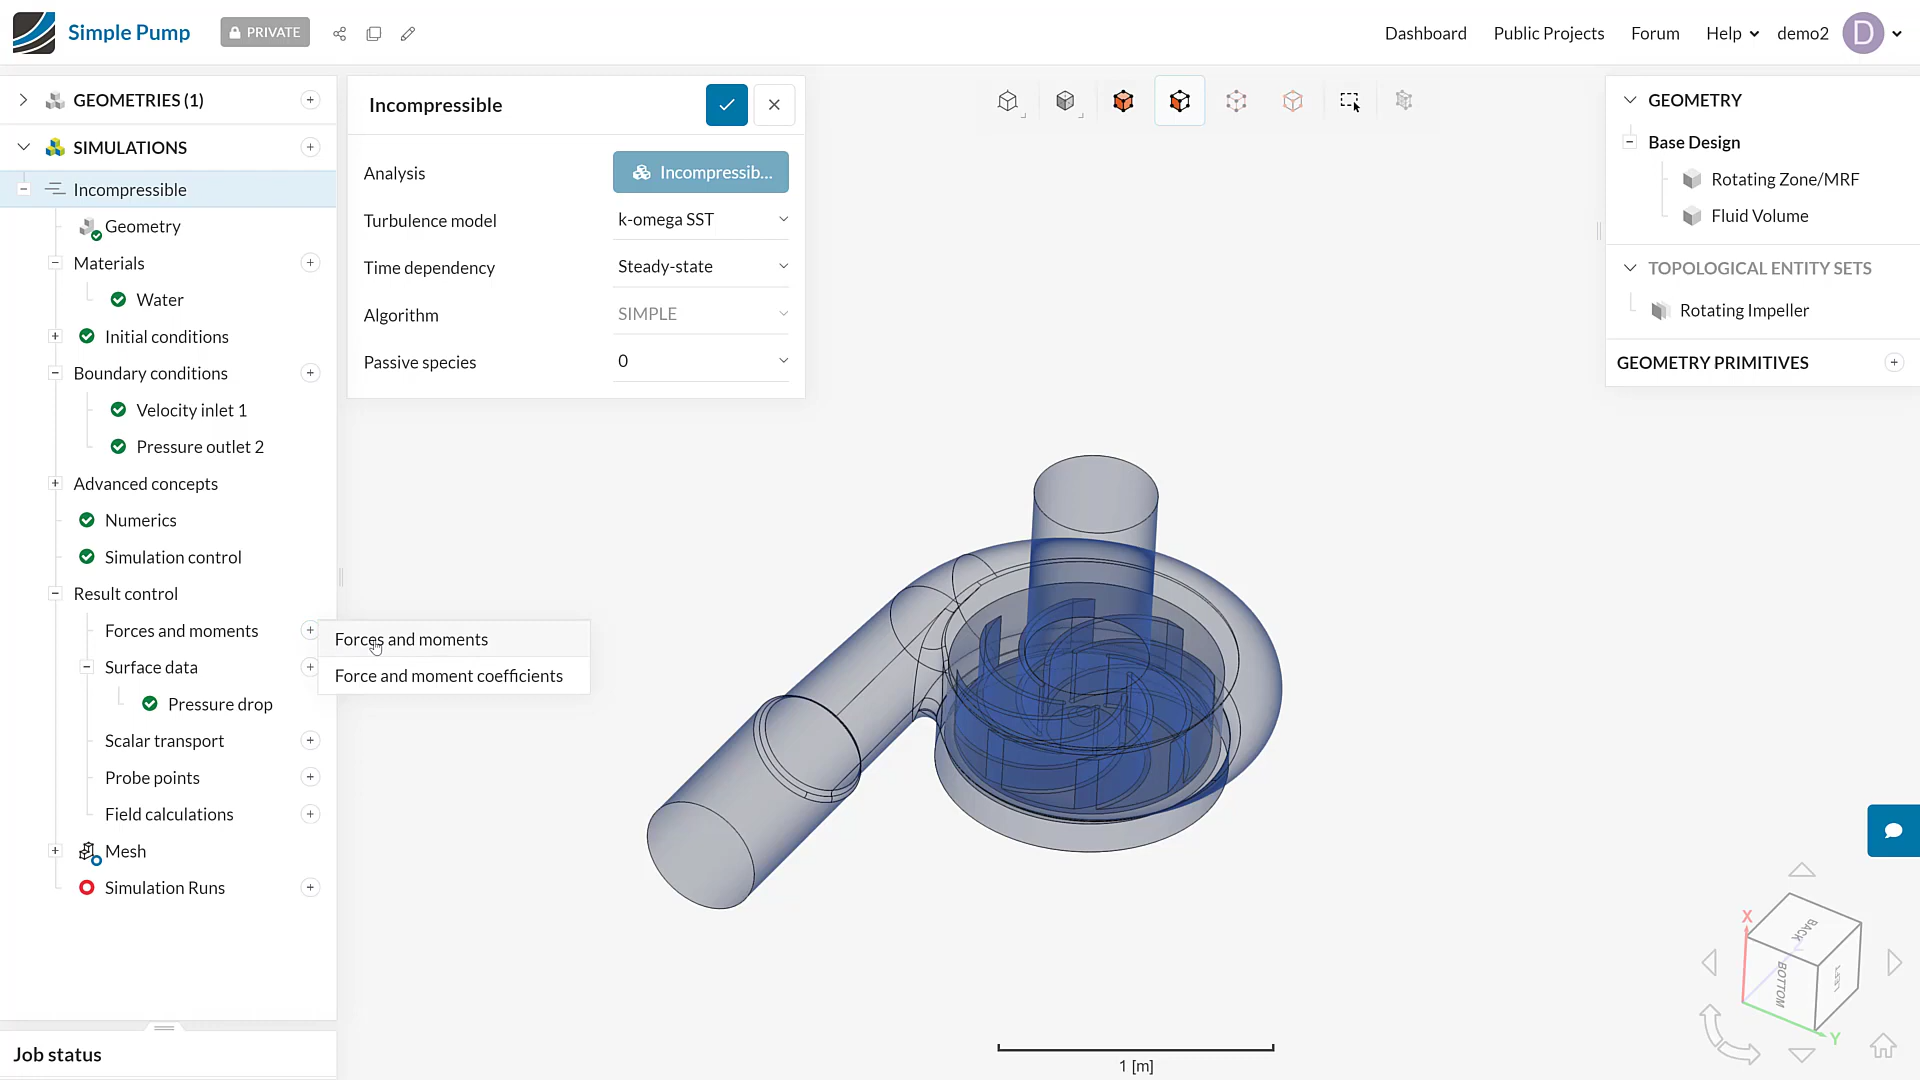 Simple Pump
PRIVATE
Dashboard
Public Projects
Forum
Help
demo2
D
GEOMETRIES (1)
SIMULATIONS
Incompressible
Geometry
Materials
Water
Initial conditions
Boundary conditions
Velocity inlet 1
Pressure outlet 2
Advanced concepts
Numerics
Simulation control
Result control
Forces and moments
Surface data
Pressure drop
Scalar transport
Probe points
Field calculations
Mesh
Simulation Runs
Job status
Forces and moments
Force and moment coefficients
Incompressible
Analysis
Incompressib...
Turbulence model
k-omega SST
Time dependency
Steady-state
Algorithm
SIMPLE
Passive species
0
GEOMETRY
Base Design
Rotating Zone/MRF
Fluid Volume
TOPOLOGICAL ENTITY SETS
Rotating Impeller
GEOMETRY PRIMITIVES
1 [m]
X
BACK
BOTTOM
LEFT
Y